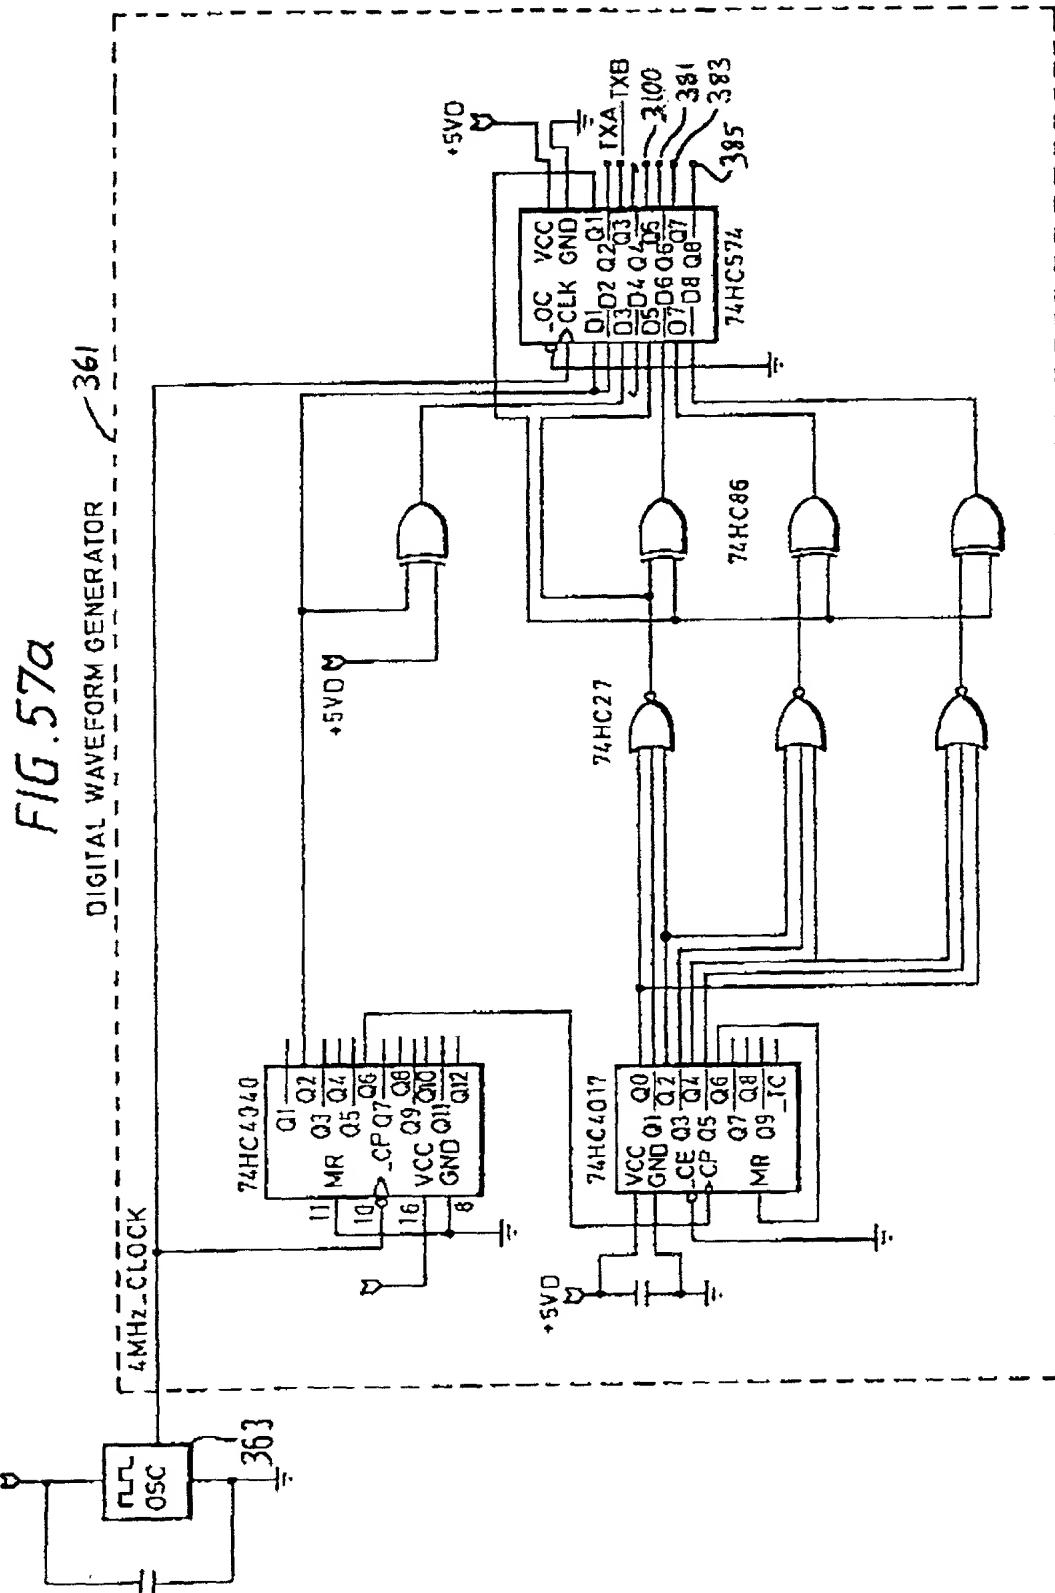 FIG. 57a
DIGITAL WAVEFORM GENERATOR
361
4MHz_CLOCK
OSC
363
74HC4040
Q1
Q2
Q3
Q4
Q5
Q6
Q7
Q8
Q9
Q10
Q11
Q12
MR
_CP
VCC
GND
11
10
16
8
+5VD
74HC4017
VCC
GND
_CE
CP
MR
Q0
Q1
Q2
Q3
Q4
Q5
Q6
Q7
Q8
Q9
_TC
+5VD
+5VD
74HC27
74HC86
+5VD
_OC
VCC
CLK
GND
D1
Q1
D2
Q2
D3
Q3
D4
Q4
D5
D6
Q6
D7
Q7
D8
Q8
74HC574
TXA
TXB
3100
381
383
385